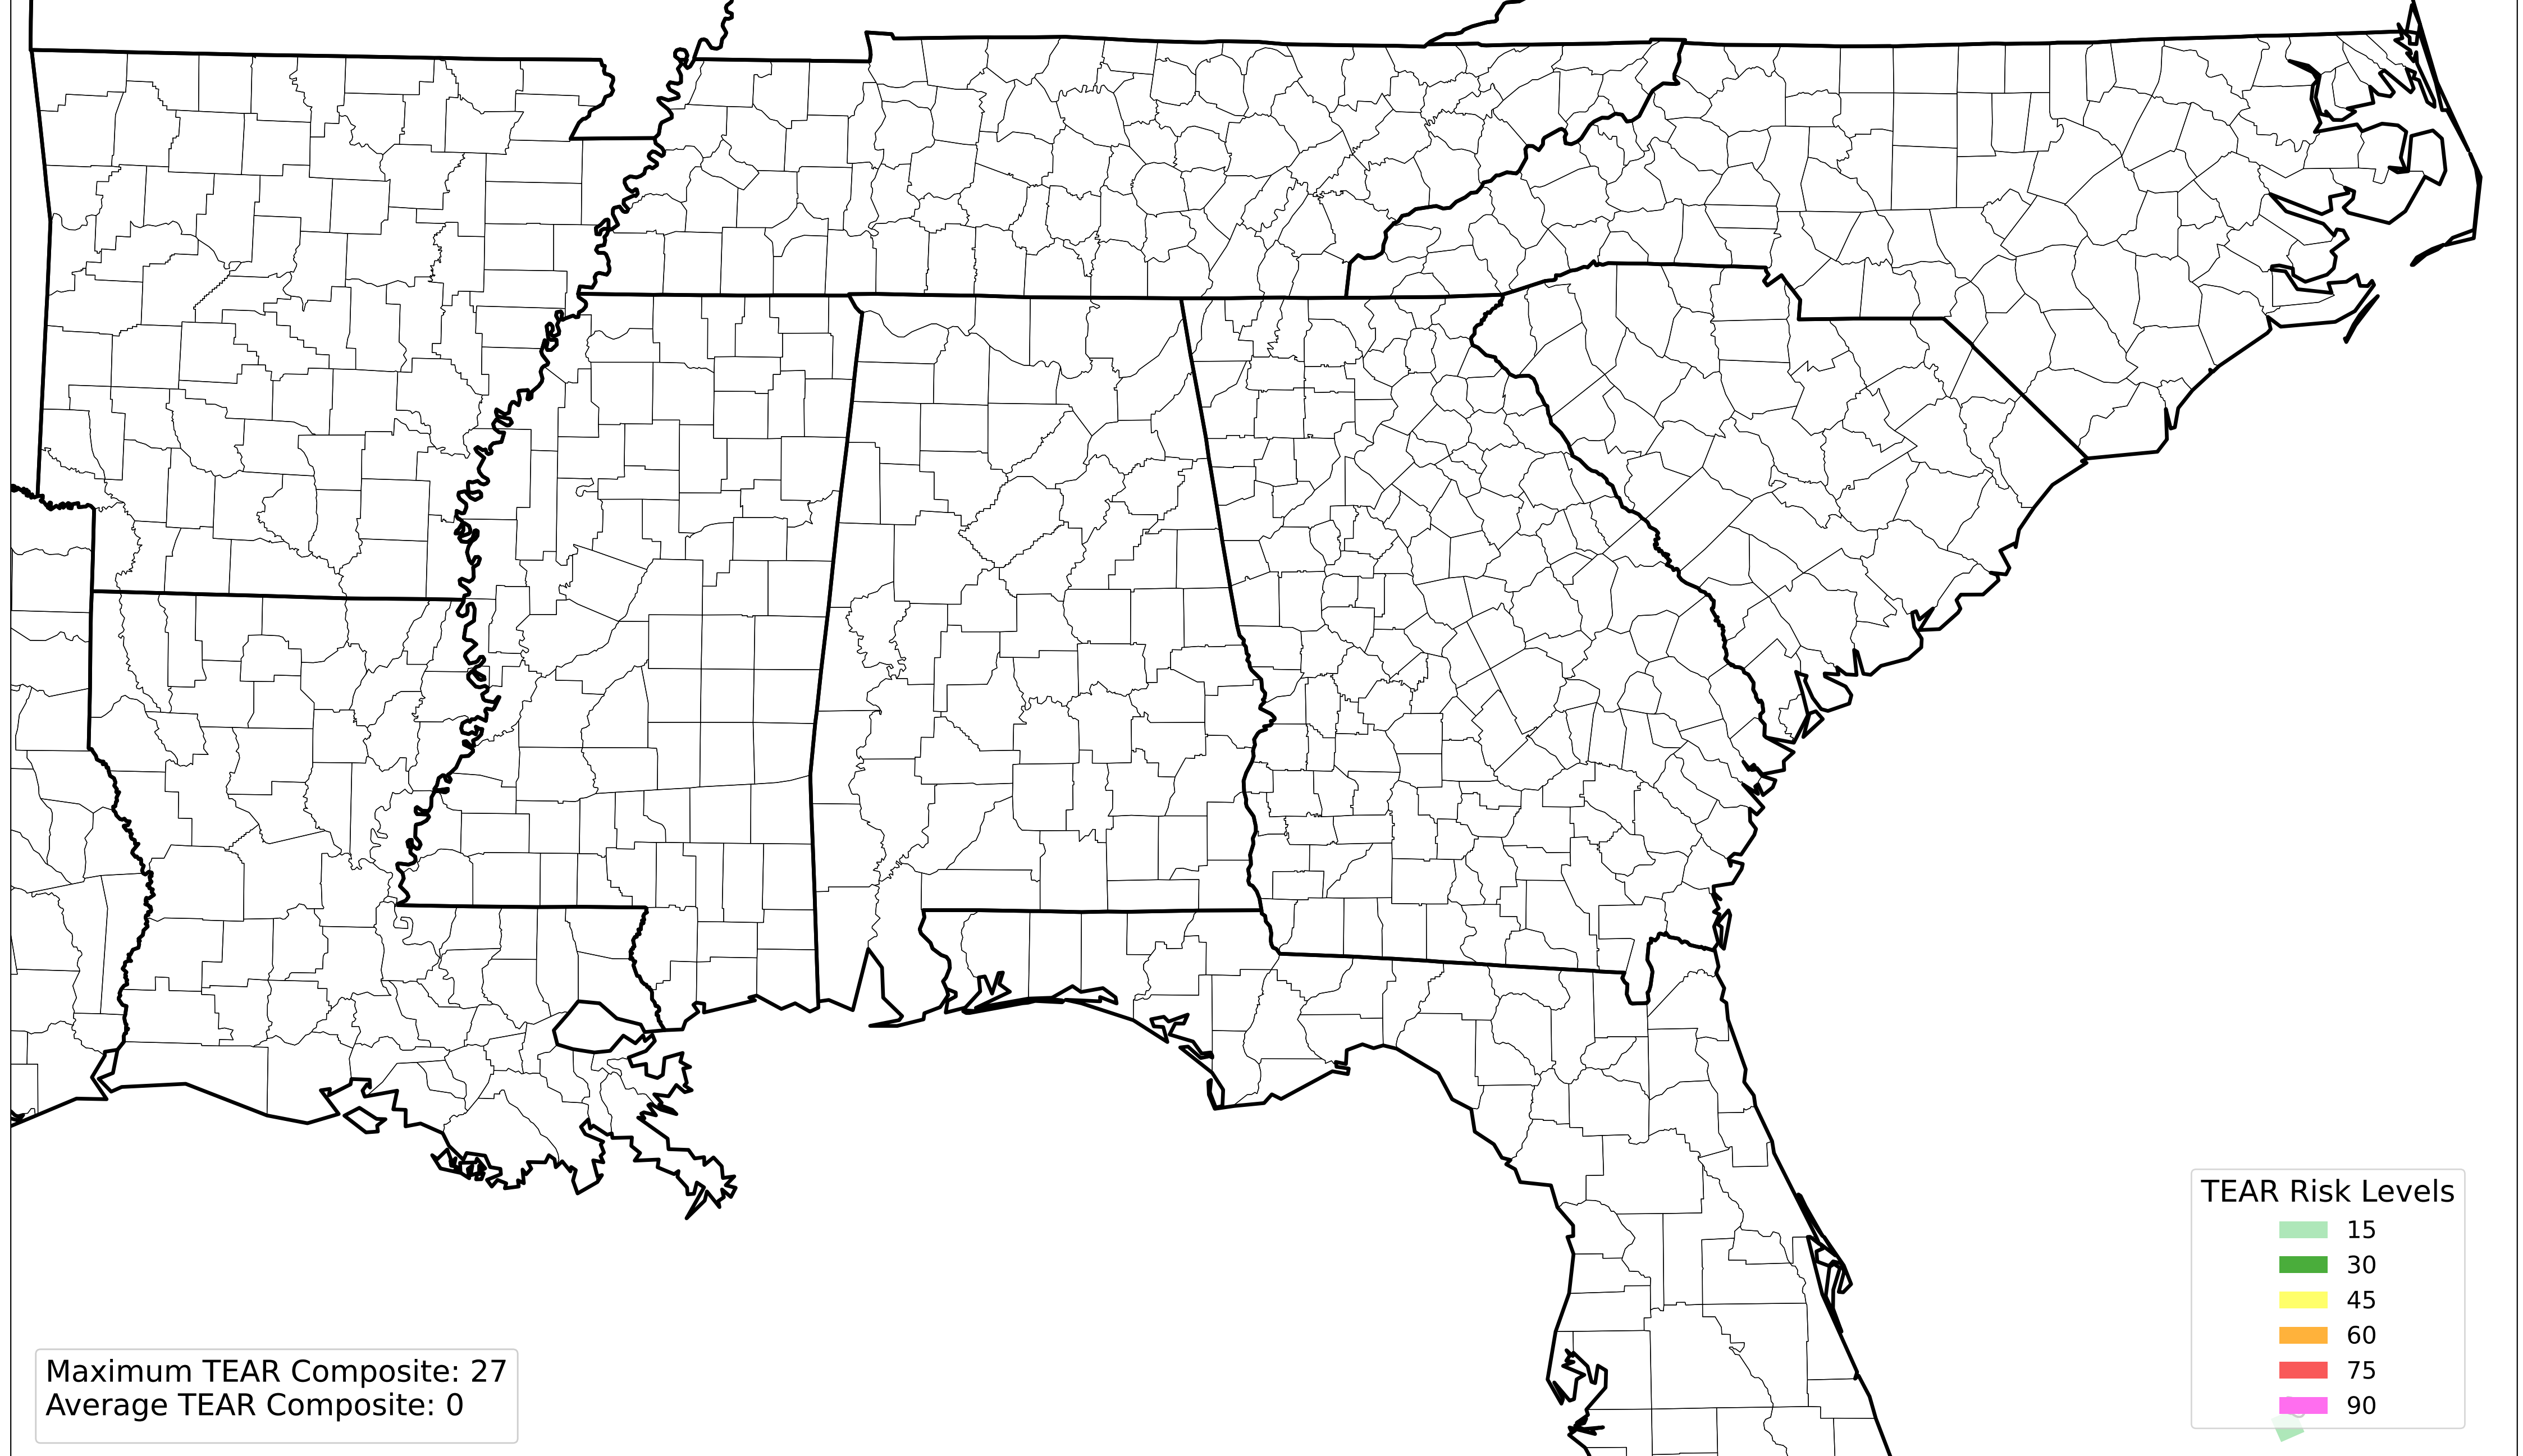 TEAR Risk Levels
15
30
45
60
75
90
Maximum TEAR Composite: 27
Average TEAR Composite: 0